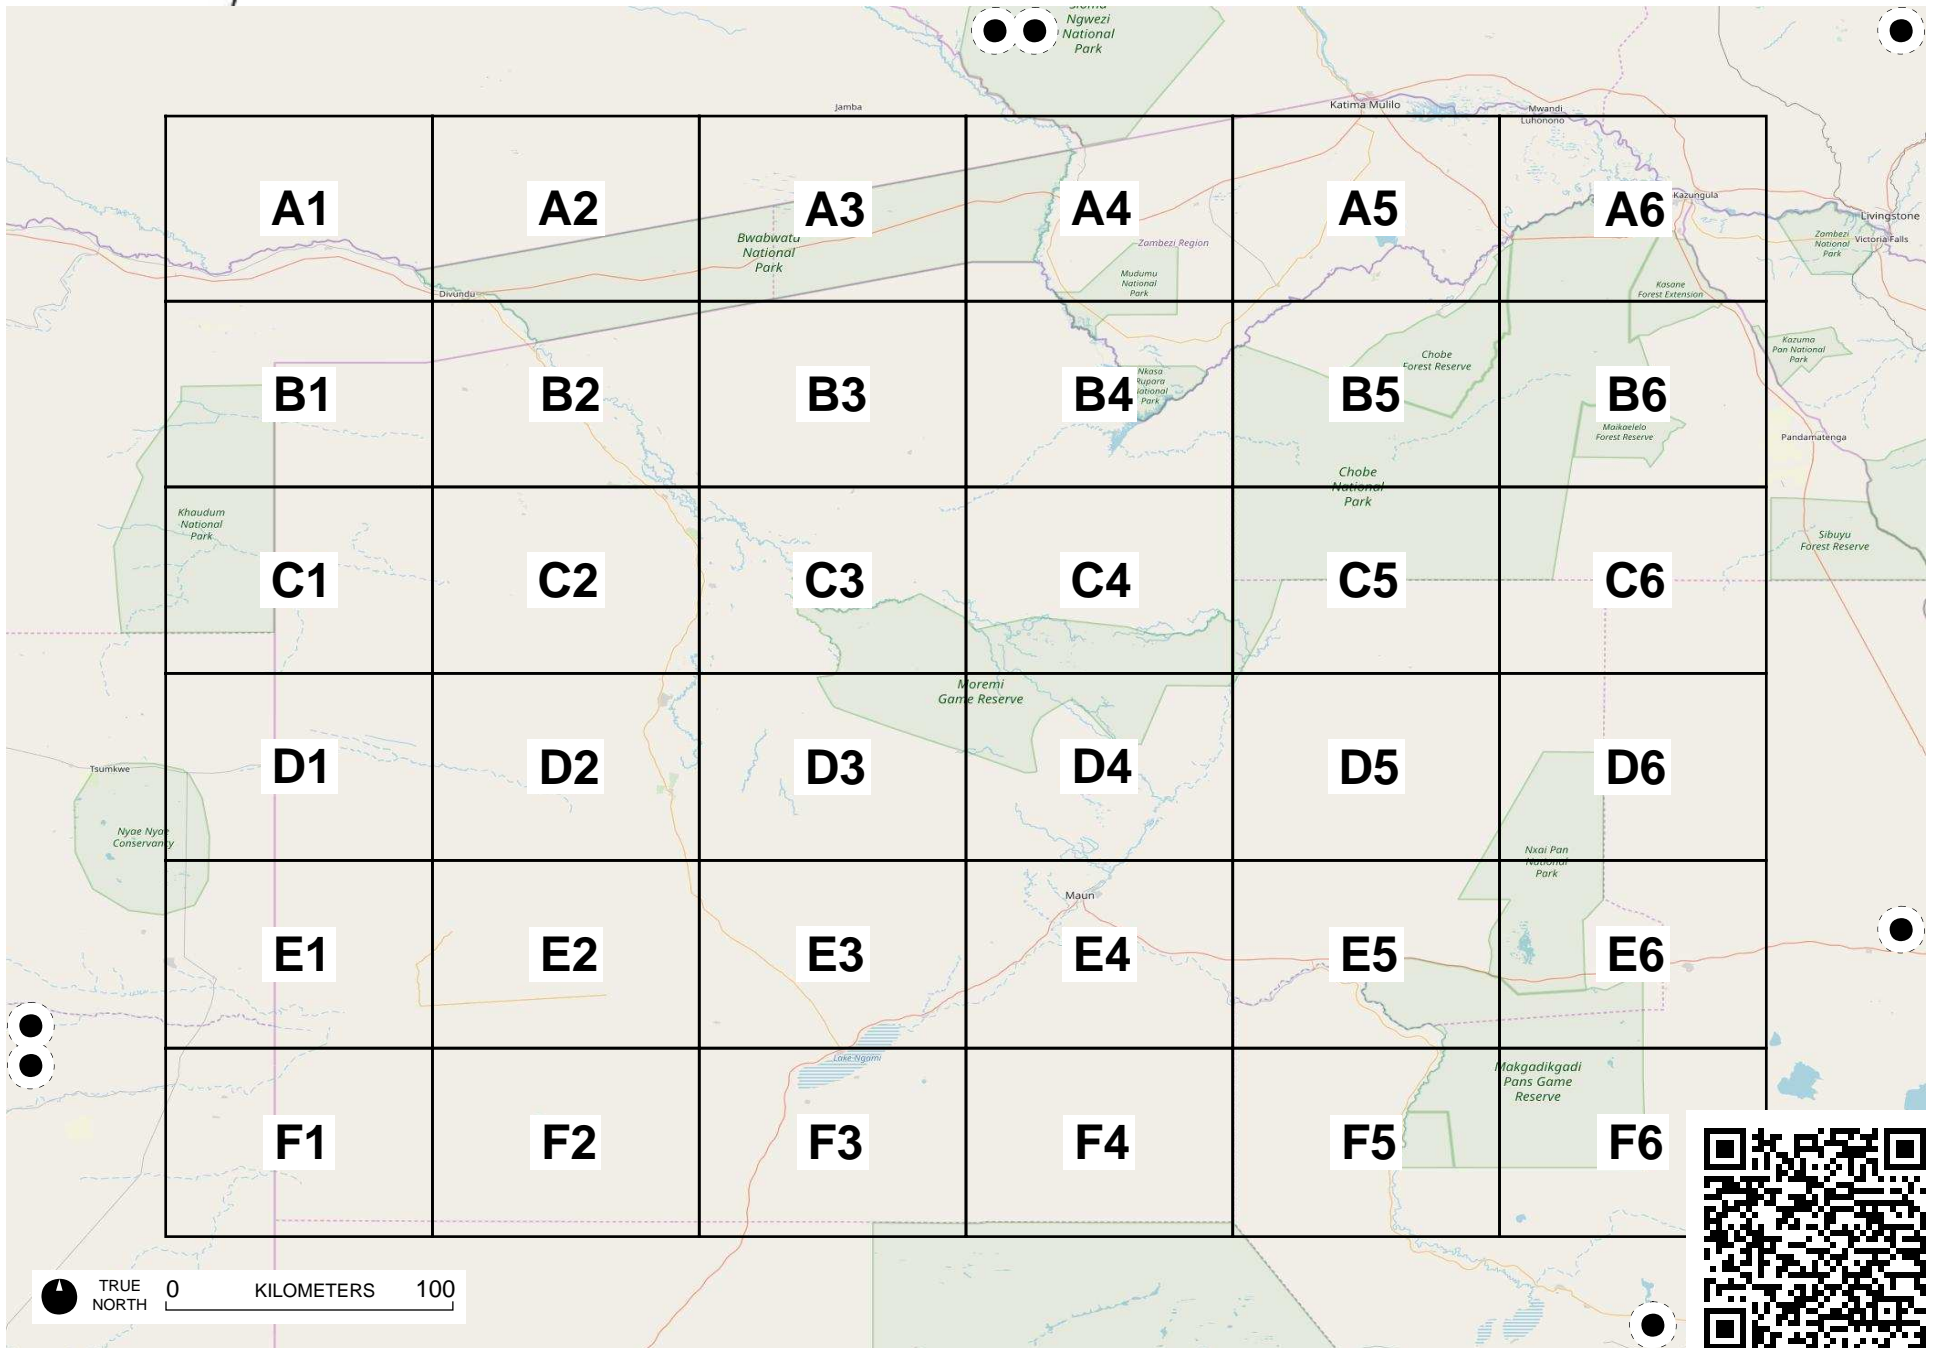 Sioma
Ngwezi
National
Park
Jamba
Katima Mulilo
Mwandi
Luhonono
A1
A2
A3
A4
A5
A6
Kazungula
Livingstone
Bwabwata
National
Park
Zambezi Region
Zambezi
National
Park
Victoria Falls
Mudumu
National
Park
Kasane
Forest Extension
Divundu
Kazuma
Pan National
Park
Chobe
Forest Reserve
Nkasa
Rupara
National
Park
B1
B2
B3
B4
B5
B6
Maikaelelo
Forest Reserve
Pandamatenga
Chobe
National
Park
Khaudum
National
Park
Sibuyu
Forest Reserve
C1
C2
C3
C4
C5
C6
Moremi
Game Reserve
Tsumkwe
D1
D2
D3
D4
D5
D6
Nyae Nyae
Conservancy
Nxai Pan
National
Park
Maun
E1
E2
E3
E4
E5
E6
Lake Ngami
Makgadikgadi
Pans Game
Reserve
F1
F2
F3
F4
F5
F6
TRUE
NORTH
0 KILOMETERS 100